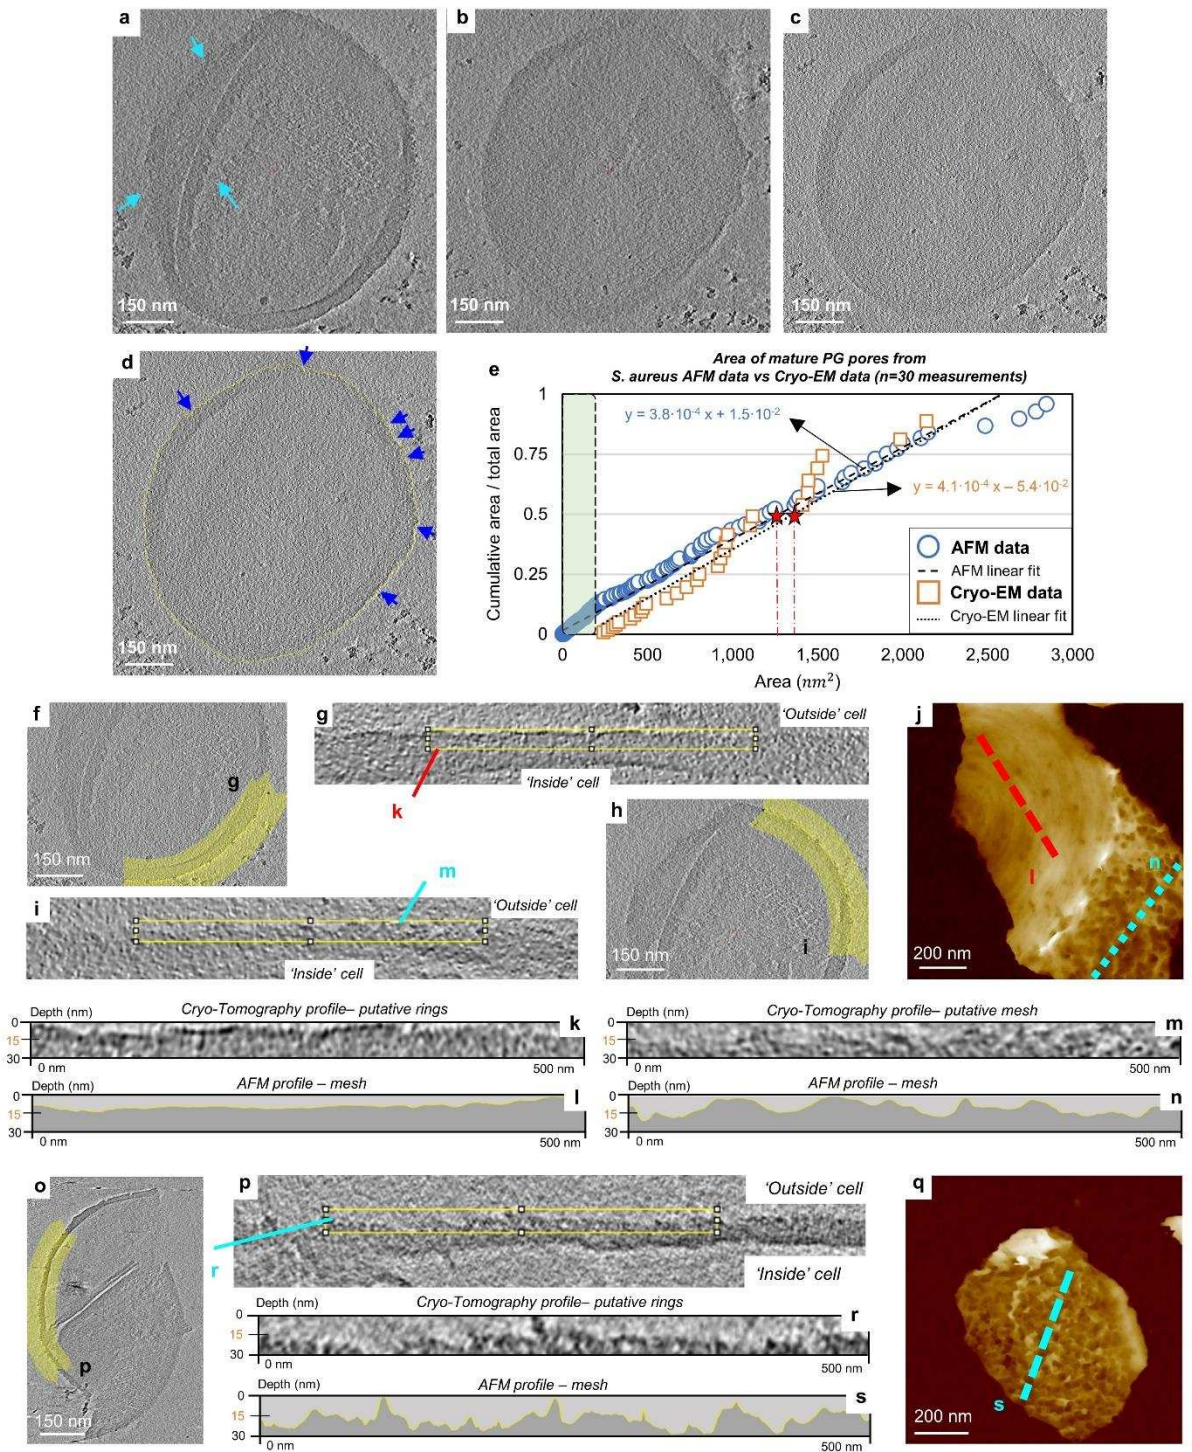 a
b
c
150 nm
150 nm
150 nm
d
150 nm
e
Area of mature PG pores from
S. aureus AFM data vs Cryo-EM data (n=30 measurements)
Cumulative area / total area
1
0.75
0.5
0.25
0
y = 3.8·10⁻⁴ x + 1.5·10⁻²
y = 4.1·10⁻⁴ x – 5.4·10⁻²
AFM data
AFM linear fit
Cryo-EM data
Cryo-EM linear fit
0 500 1,000 1,500 2,000 2,500 3,000
Area (nm²)
f
g
150 nm
g
'Outside' cell
'Inside' cell
k
h
i
150 nm
j
l
n
200 nm
m
i
'Outside' cell
'Inside' cell
Depth (nm) Cryo-Tomography profile– putative rings
0
15
30
k
0 nm 500 nm
Depth (nm) AFM profile – mesh
0
15
30
l
0 nm 500 nm
Depth (nm) Cryo-Tomography profile– putative mesh
0
15
30
m
0 nm 500 nm
Depth (nm) AFM profile – mesh
0
15
30
n
0 nm 500 nm
o
p
150 nm
p
'Outside' cell
'Inside' cell
r
Depth (nm) Cryo-Tomography profile– putative rings
0
15
30
r
0 nm 500 nm
Depth (nm) AFM profile – mesh
0
15
30
s
0 nm 500 nm
q
s
200 nm